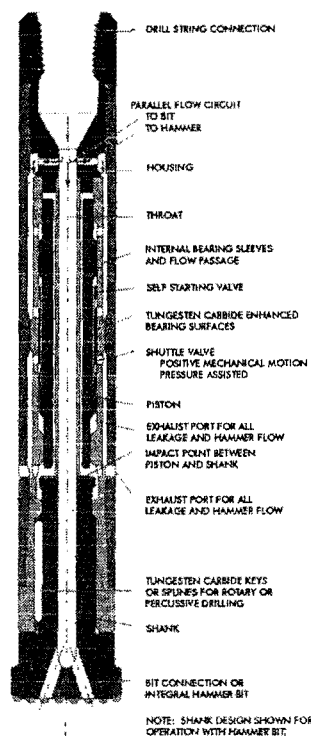 DRILL STRING CONNECTION
PARALLEL FLOW CIRCUIT
TO BIT
TO HAMMER
HOUSING
THROAT
INTERNAL BEARING SLEEVES
AND FLOW PASSAGE
SELF STARTING VALVE
TUNGESTEN CARBIDE ENHANCED
BEARING SURFACES
SHUTTLE VALVE
POSITIVE MECHANICAL MOTION
PRESSURE ASSISTED
PISTON
EXHAUST PORT FOR ALL
LEAKAGE AND HAMMER FLOW
IMPACT POINT BETWEEN
PISTON AND SHANK
EXHAUST PORT FOR ALL
LEAKAGE AND HAMMER FLOW
TUNGESTEN CARBIDE KEYS
OR SPLINES FOR ROTARY OR
PERCUSSIVE DRILLING
SHANK
BIT CONNECTION OR
INTEGRAL HAMMER BIT
NOTE: SHANK DESIGN SHOWN FOR
OPERATION WITH HAMMER BIT.